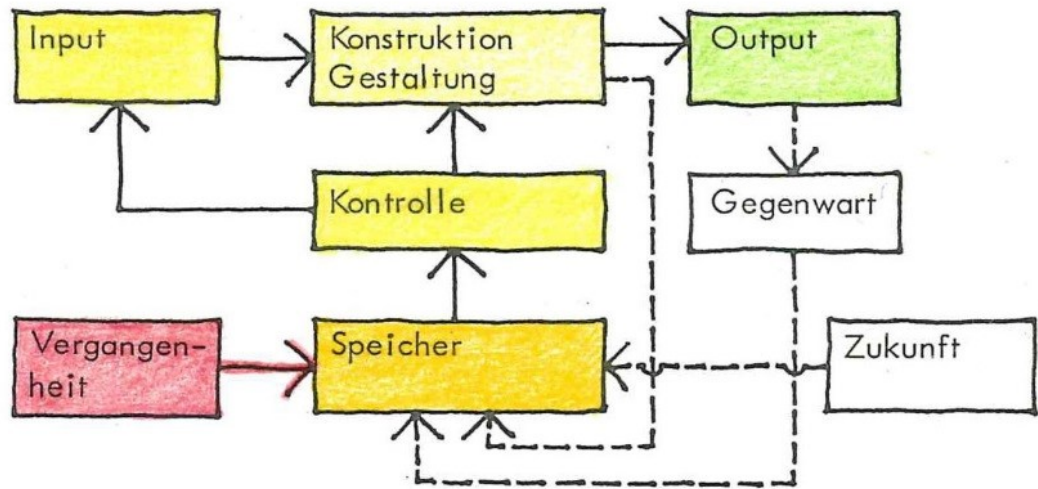 Input
Konstruktion
Gestaltung
Output
Kontrolle
Gegenwart
Vergangen-
heit
Speicher
Zukunft